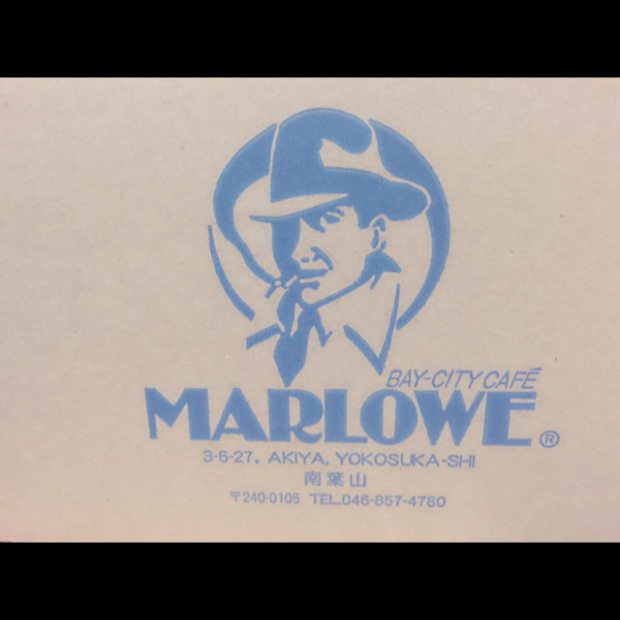 BAY-CITY CAFÉ
MARLOWE ®
3-6-27, AKIYA, YOKOSUKA-SHI
南葉山
〒240-0105 TEL.046-857-4780